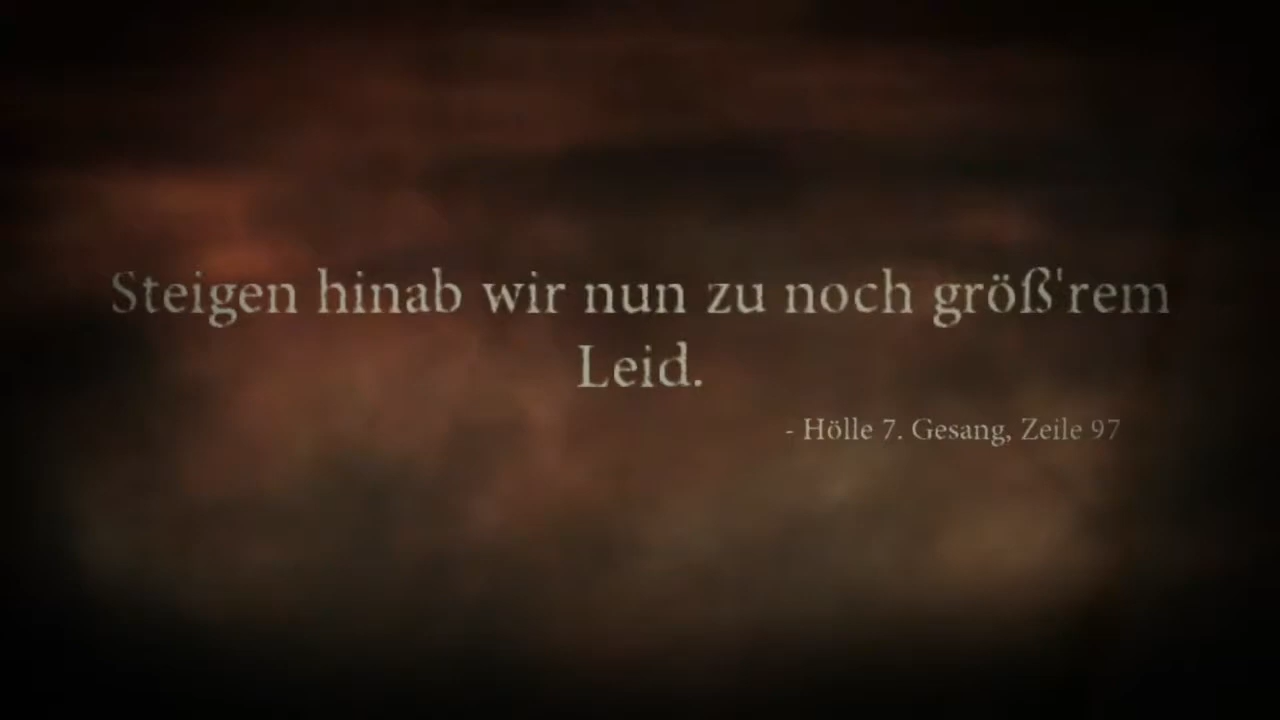 Steigen hinab wir nun zu noch größ'rem
Leid.
- Hölle 7. Gesang, Zeile 97